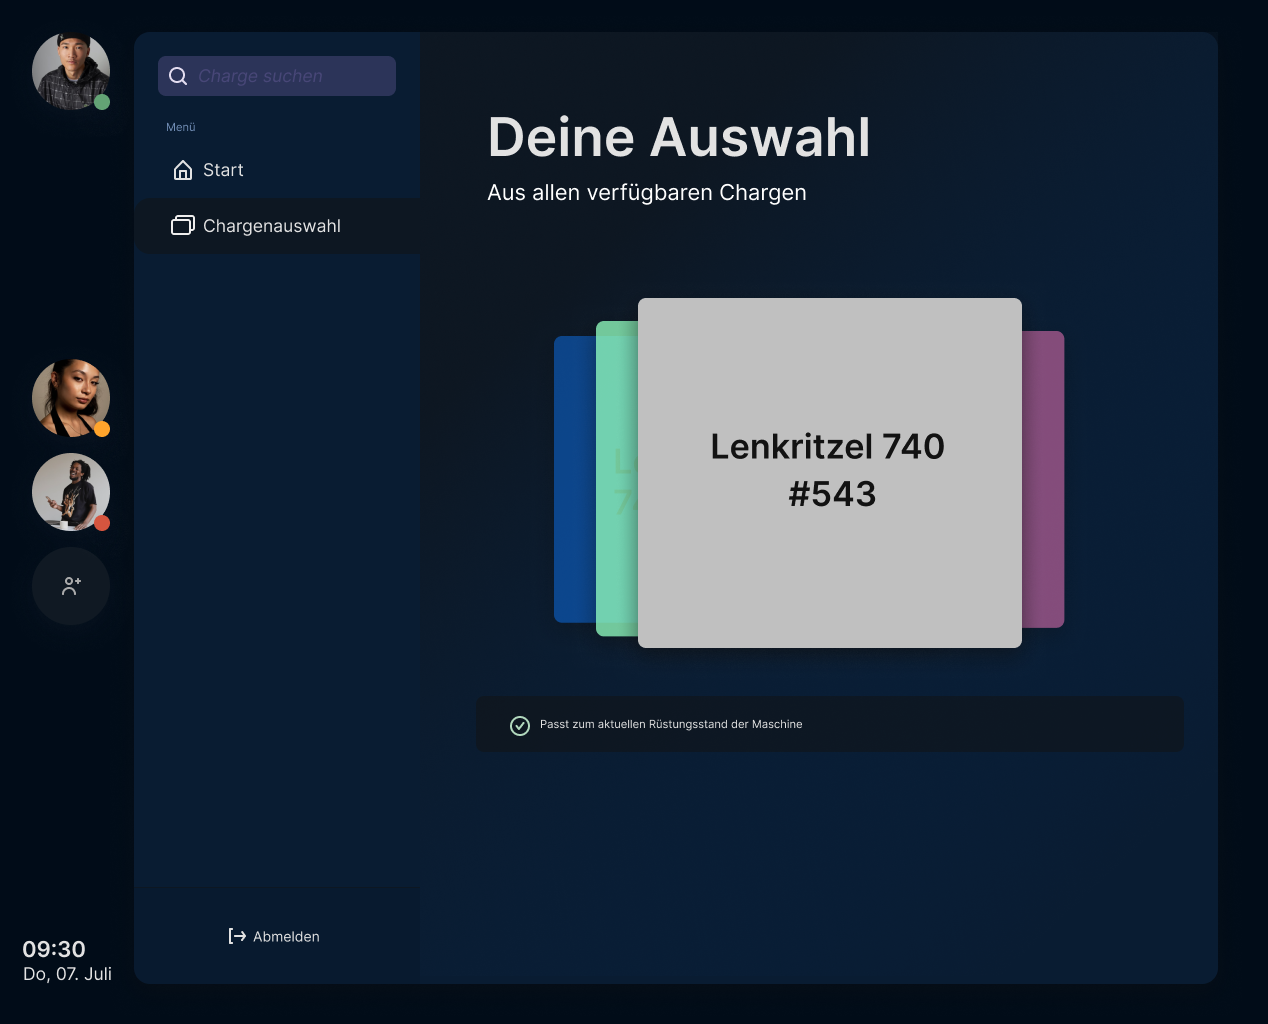 Charge suchen
Menü
Start
Chargenauswahl
Abmelden
09:30
Do, 07. Juli
Deine Auswahl
Aus allen verfügbaren Chargen
Lenkritzel 740
#543
Passt zum aktuellen Rüstungsstand der Maschine